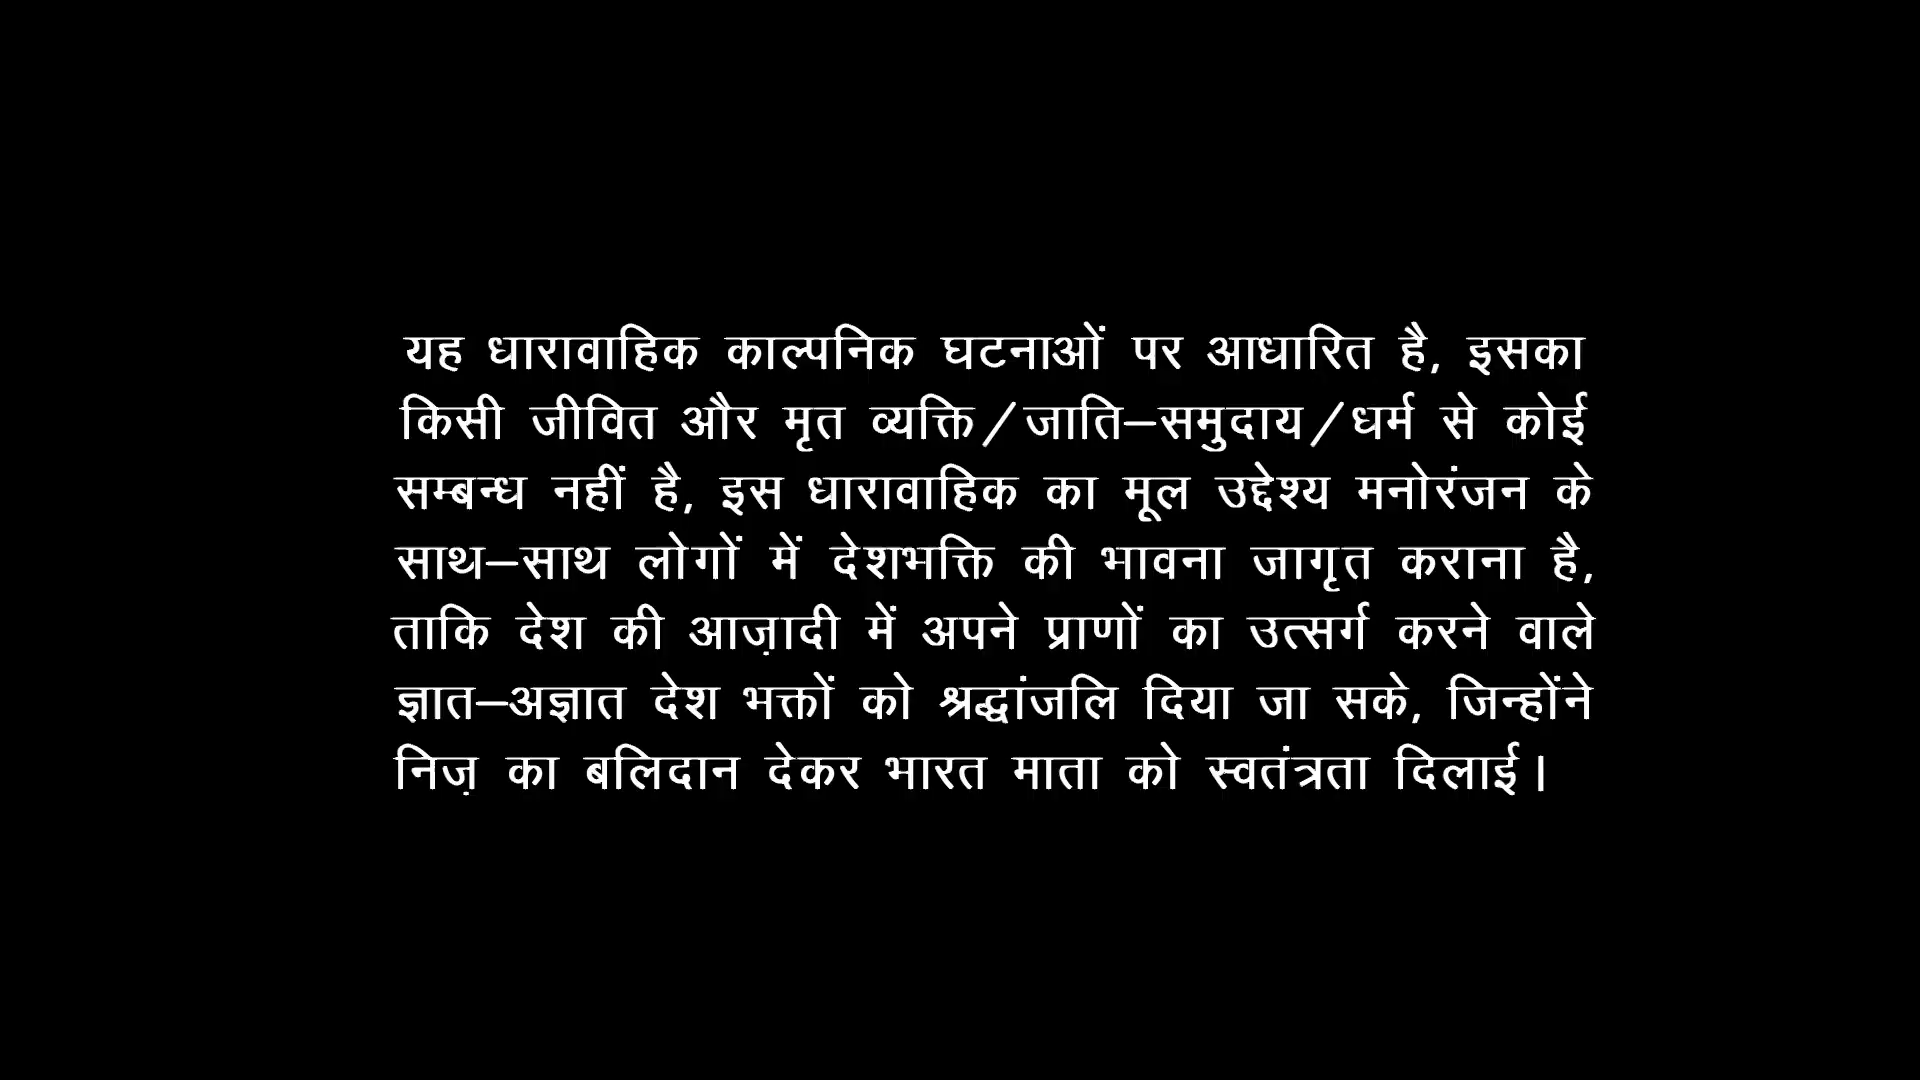 यह धारावाहिक काल्पनिक घटनाओं पर आधारित है, इसका
किसी जीवित और मृत व्यक्ति/जाति–समुदाय/धर्म से कोई
सम्बन्ध नहीं है, इस धारावाहिक का मूल उद्देश्य मनोरंजन के
साथ–साथ लोगों में देशभक्ति की भावना जागृत कराना है,
ताकि देश की आज़ादी में अपने प्राणों का उत्सर्ग करने वाले
ज्ञात–अज्ञात देश भक्तों को श्रद्धांजलि दिया जा सके, जिन्होंने
निज़ का बलिदान देकर भारत माता को स्वतंत्रता दिलाई।